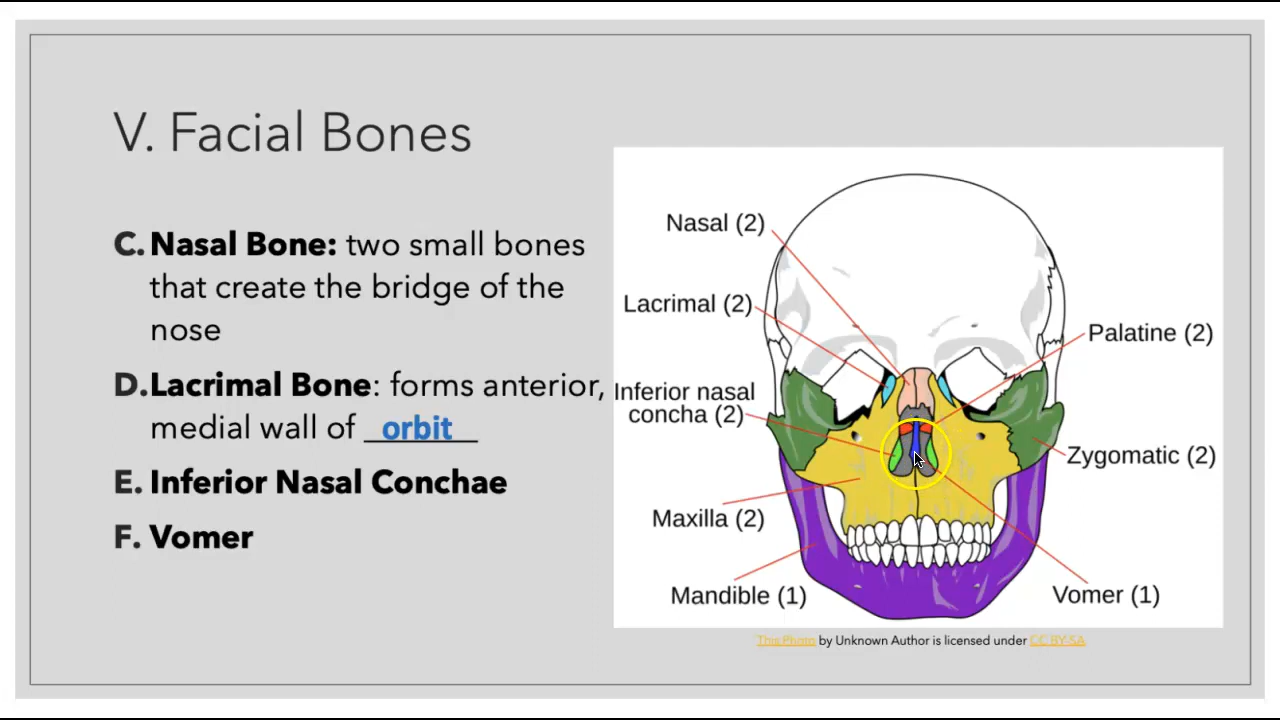 V. Facial Bones
C. Nasal Bone: two small bones
that create the bridge of the
nose
D. Lacrimal Bone: forms anterior,
medial wall of orbit
E. Inferior Nasal Conchae
F. Vomer
Nasal (2)
Lacrimal (2)
Palatine (2)
Inferior nasal
concha (2)
Zygomatic (2)
Maxilla (2)
Mandible (1)
Vomer (1)
This Photo by Unknown Author is licensed under CC BY-SA